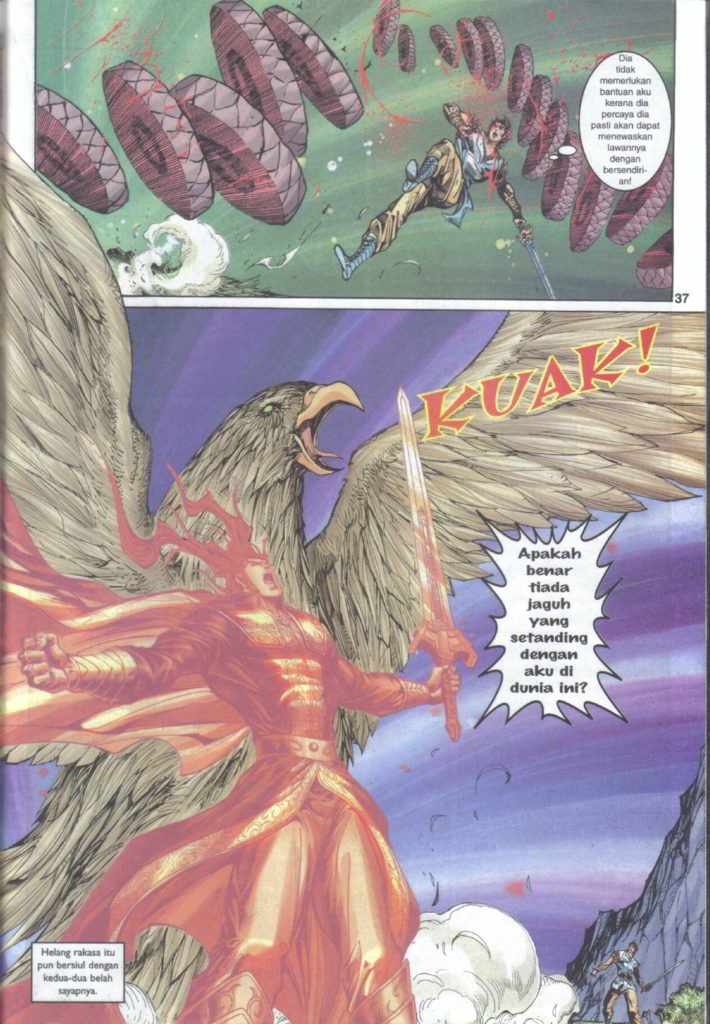 Dia
tidak
memerlukan
bantuan aku
kerana dia
percaya dia
pasti akan dapat
menewaskan
lawannya
dengan
bersendiri-
an!
37
KUAK!
Apakah
benar
tiada
jaguh
yang
setanding
dengan
aku di
dunia ini?
Helang rakasa itu
pun bersiul dengan
kedua-dua belah
sayapnya.